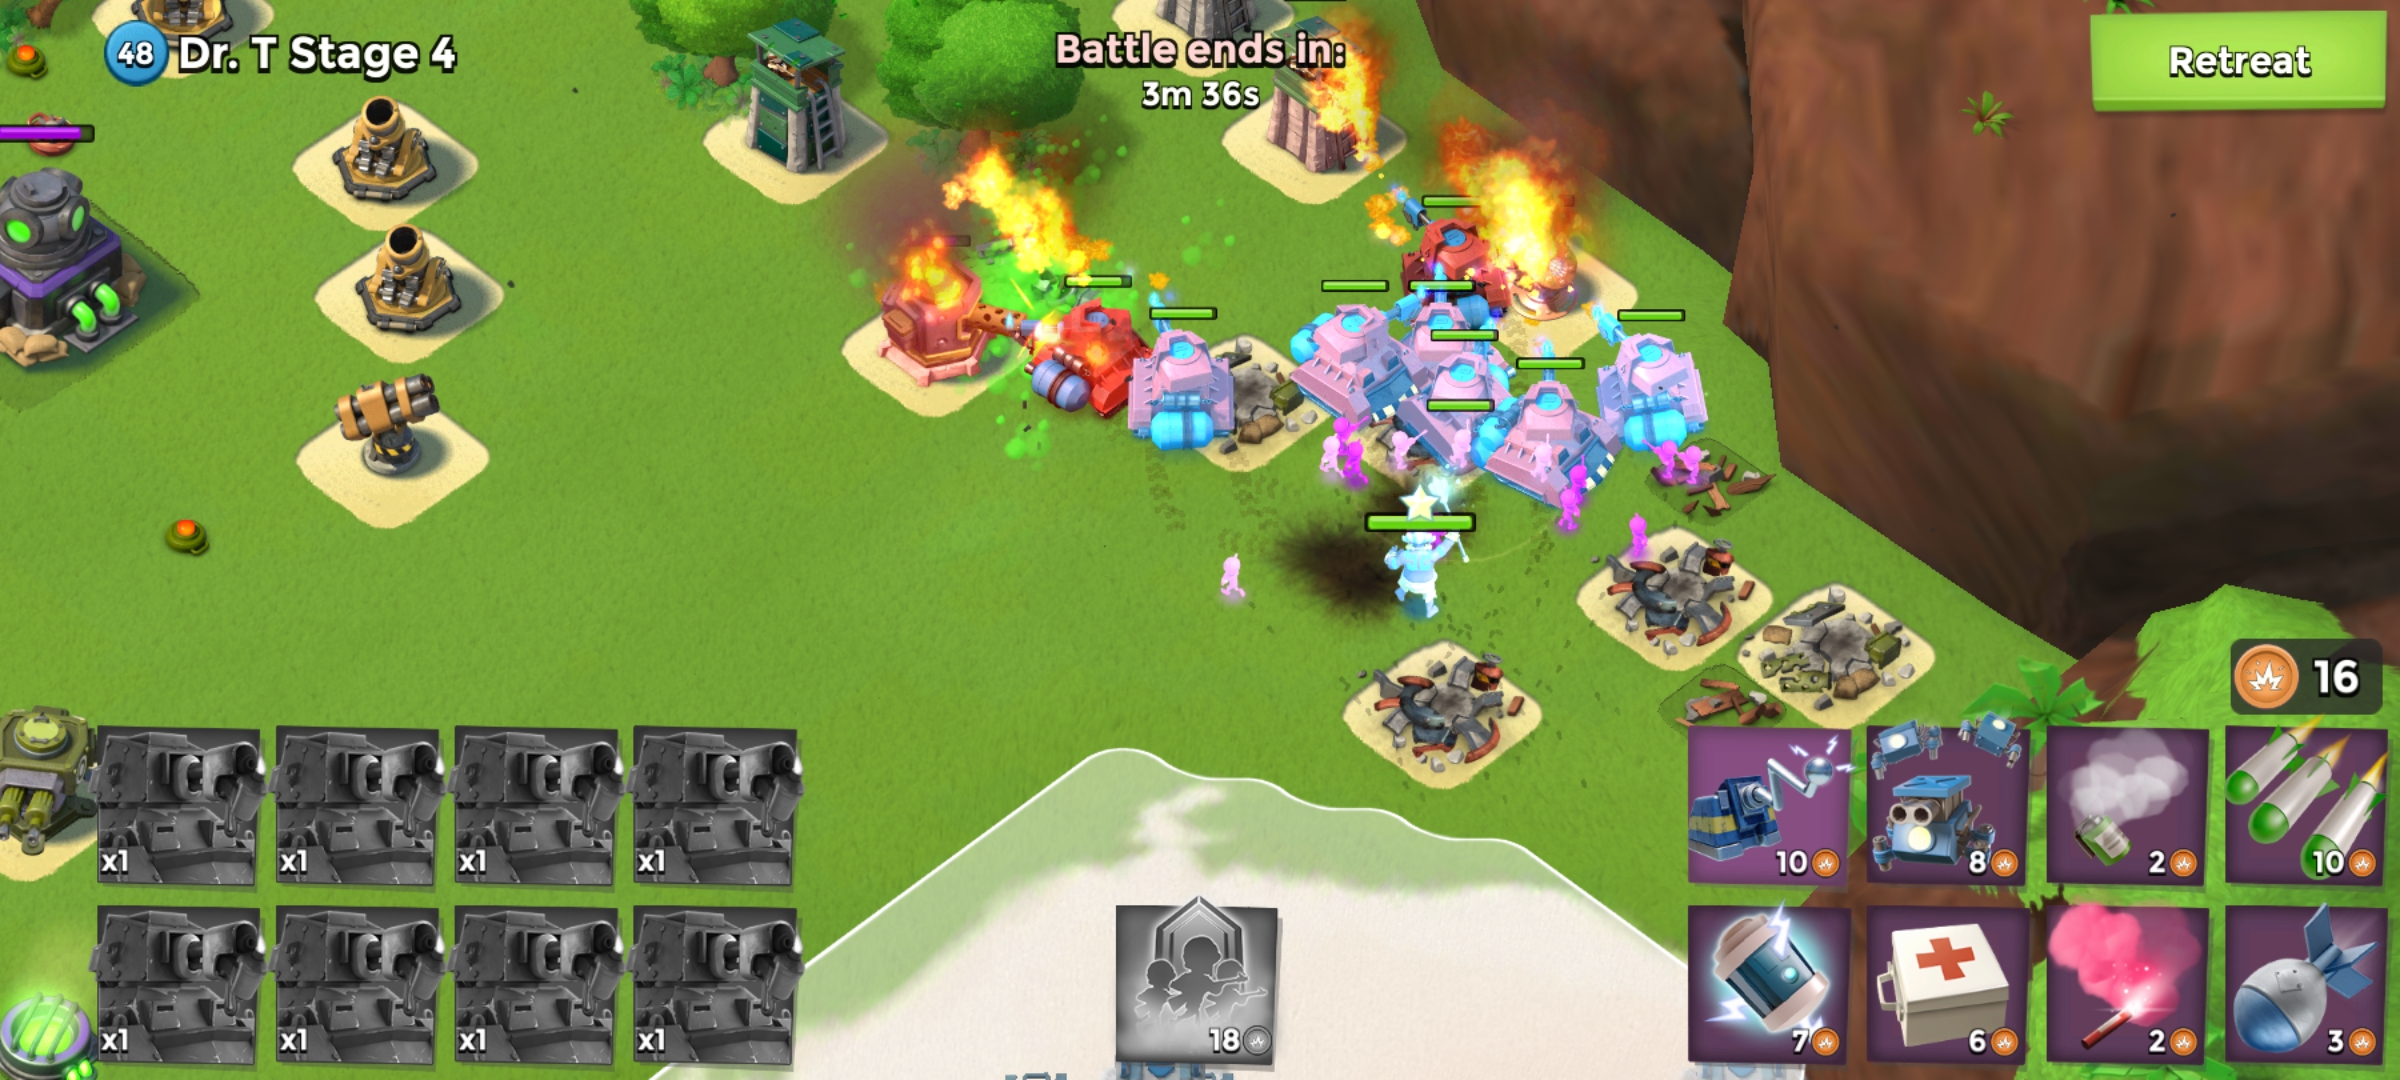 48 Dr. T Stage 4
Battle ends in:
3m 36s
Retreat
16
x1 x1 x1 x1
10 8 2 10
x1 x1 x1 x1
18
7 6 2 3